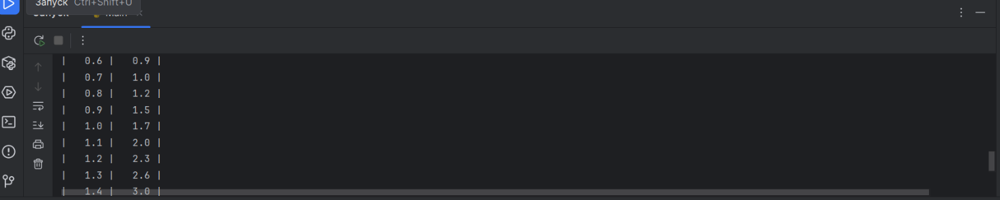 Запуск Ctrl+Shift+U
Запуск Main ×
| 0.6 | 0.9 |
| 0.7 | 1.0 |
| 0.8 | 1.2 |
| 0.9 | 1.5 |
| 1.0 | 1.7 |
| 1.1 | 2.0 |
| 1.2 | 2.3 |
| 1.3 | 2.6 |
| 1.4 | 3.0 |